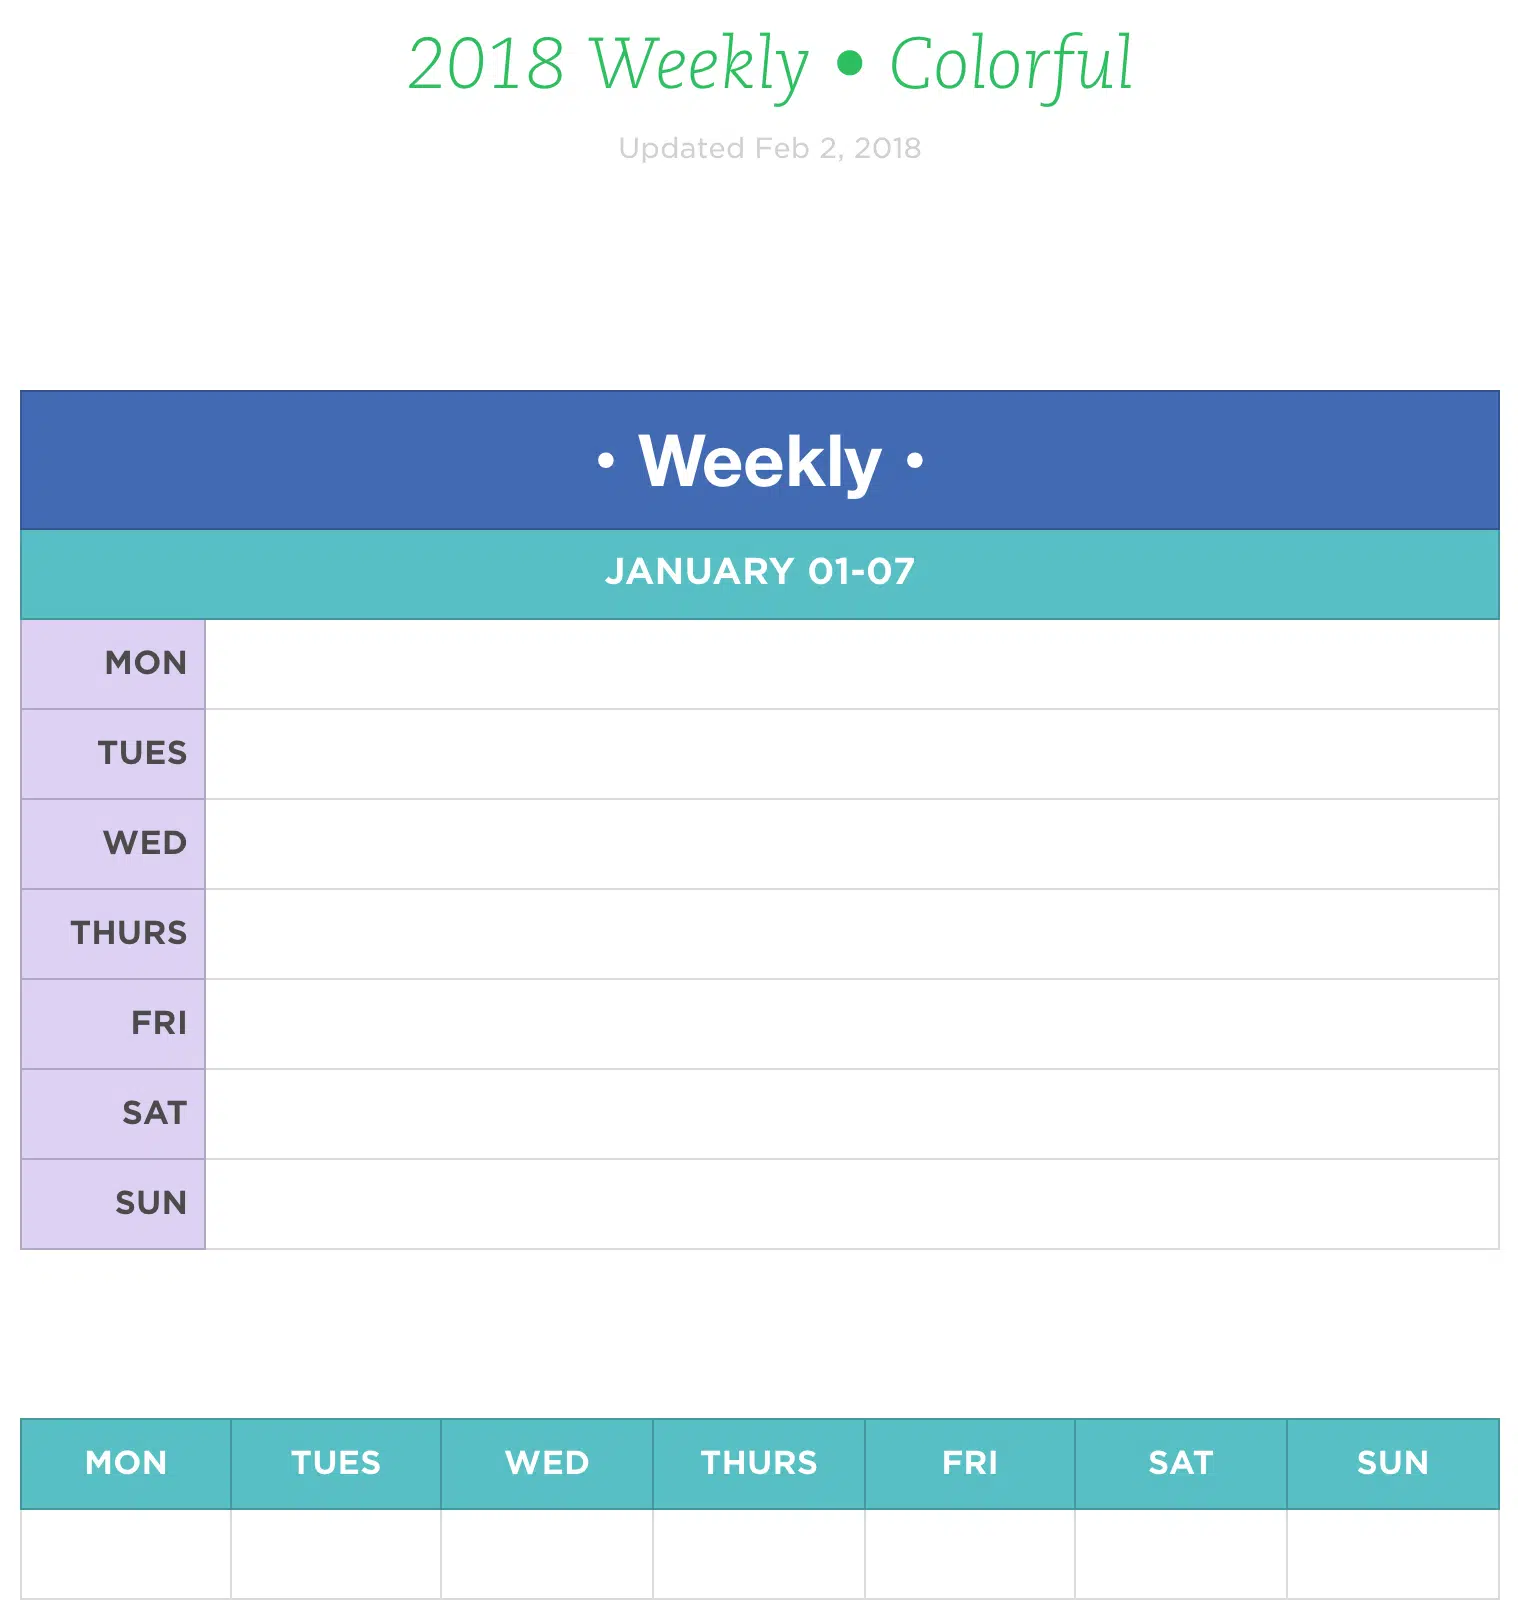 2018 Weekly • Colorful
Updated Feb 2, 2018
• Weekly •
JANUARY 01-07
MON
TUES
WED
THURS
FRI
SAT
SUN
MON TUES WED THURS FRI SAT SUN